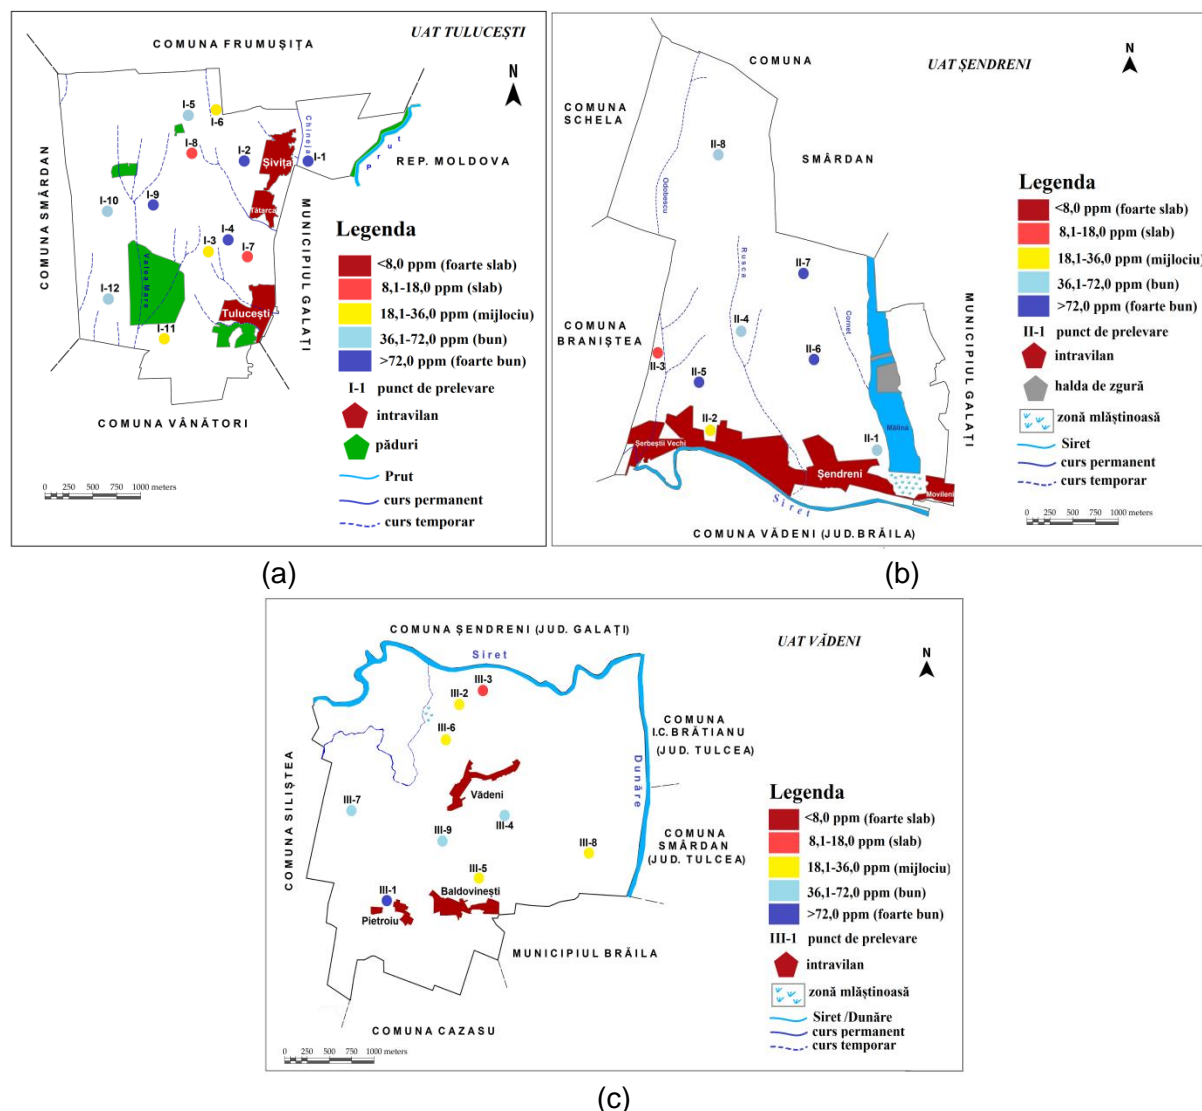 UAT TULUCEȘTI
COMUNA FRUMUȘIȚA
N
I-5
I-6
I-8
I-2
Șivița
Chineja
I-1
Prut
REP. MOLDOVA
COMUNA SMÂRDAN
I-10
I-9
Tătarca
I-4
I-3
I-7
MUNICIPIUL GALAȚI
Valea Mare
I-12
Tulucești
I-11
COMUNA VÂNĂTORI
Legenda
<8,0 ppm (foarte slab)
8,1-18,0 ppm (slab)
18,1-36,0 ppm (mijlociu)
36,1-72,0 ppm (bun)
>72,0 ppm (foarte bun)
I-1 punct de prelevare
intravilan
păduri
Prut
curs permanent
curs temporar
0 250 500 750 1000 meters
(a)
UAT ȘENDRENI
COMUNA
N
COMUNA
SCHELA
SMÂRDAN
II-8
Odobescu
Rusca
II-7
COMUNA
BRANIȘTEA
II-4
Cornet
II-3
II-6
II-5
II-2
II-1
Mălina
Șerbeștii Vechi
Șendreni
Movileni
Siret
MUNICIPIUL GALAȚI
COMUNA VĂDENI (JUD. BRĂILA)
Legenda
<8,0 ppm (foarte slab)
8,1-18,0 ppm (slab)
18,1-36,0 ppm (mijlociu)
36,1-72,0 ppm (bun)
>72,0 ppm (foarte bun)
II-1 punct de prelevare
intravilan
halda de zgură
zonă mlăștinoasă
Siret
curs permanent
curs temporar
0 250 500 750 1000 meters
(b)
COMUNA ȘENDRENI (JUD. GALAȚI)
UAT VĂDENI
Siret
N
III-3
III-2
III-6
COMUNA
I.C. BRĂTIANU
(JUD. TULCEA)
Dunăre
COMUNA SILIȘTEA
Vădeni
III-7
III-4
III-9
III-8
COMUNA
SMÂRDAN
(JUD. TULCEA)
III-5
III-1
Baldovinești
Pietroiu
MUNICIPIUL BRĂILA
COMUNA CAZASU
Legenda
<8,0 ppm (foarte slab)
8,1-18,0 ppm (slab)
18,1-36,0 ppm (mijlociu)
36,1-72,0 ppm (bun)
>72,0 ppm (foarte bun)
III-1 punct de prelevare
intravilan
zonă mlăștinoasă
Siret /Dunăre
curs permanent
curs temporar
0 250 500 750 1000 meters
(c)